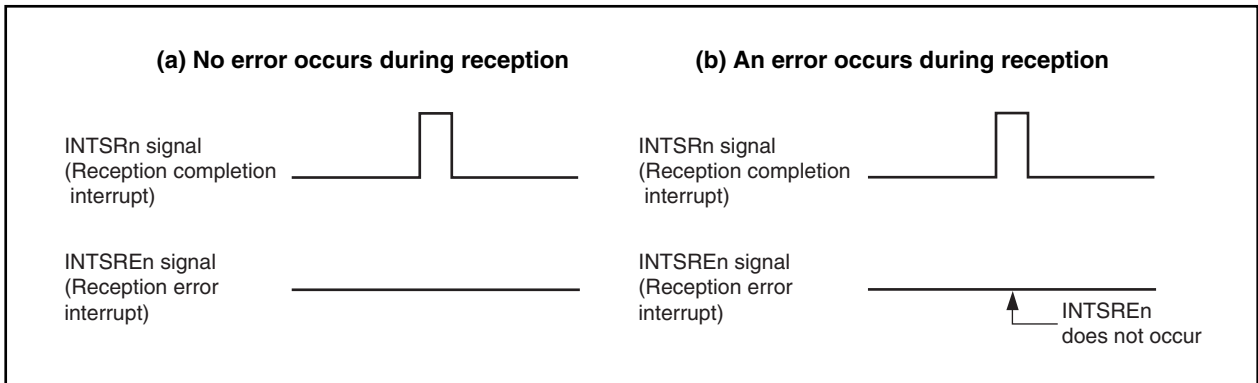 (a) No error occurs during reception
INTSRn signal
(Reception completion
interrupt)
INTSREn signal
(Reception error
interrupt)
(b) An error occurs during reception
INTSRn signal
(Reception completion
interrupt)
INTSREn signal
(Reception error
interrupt)
INTSREn
does not occur